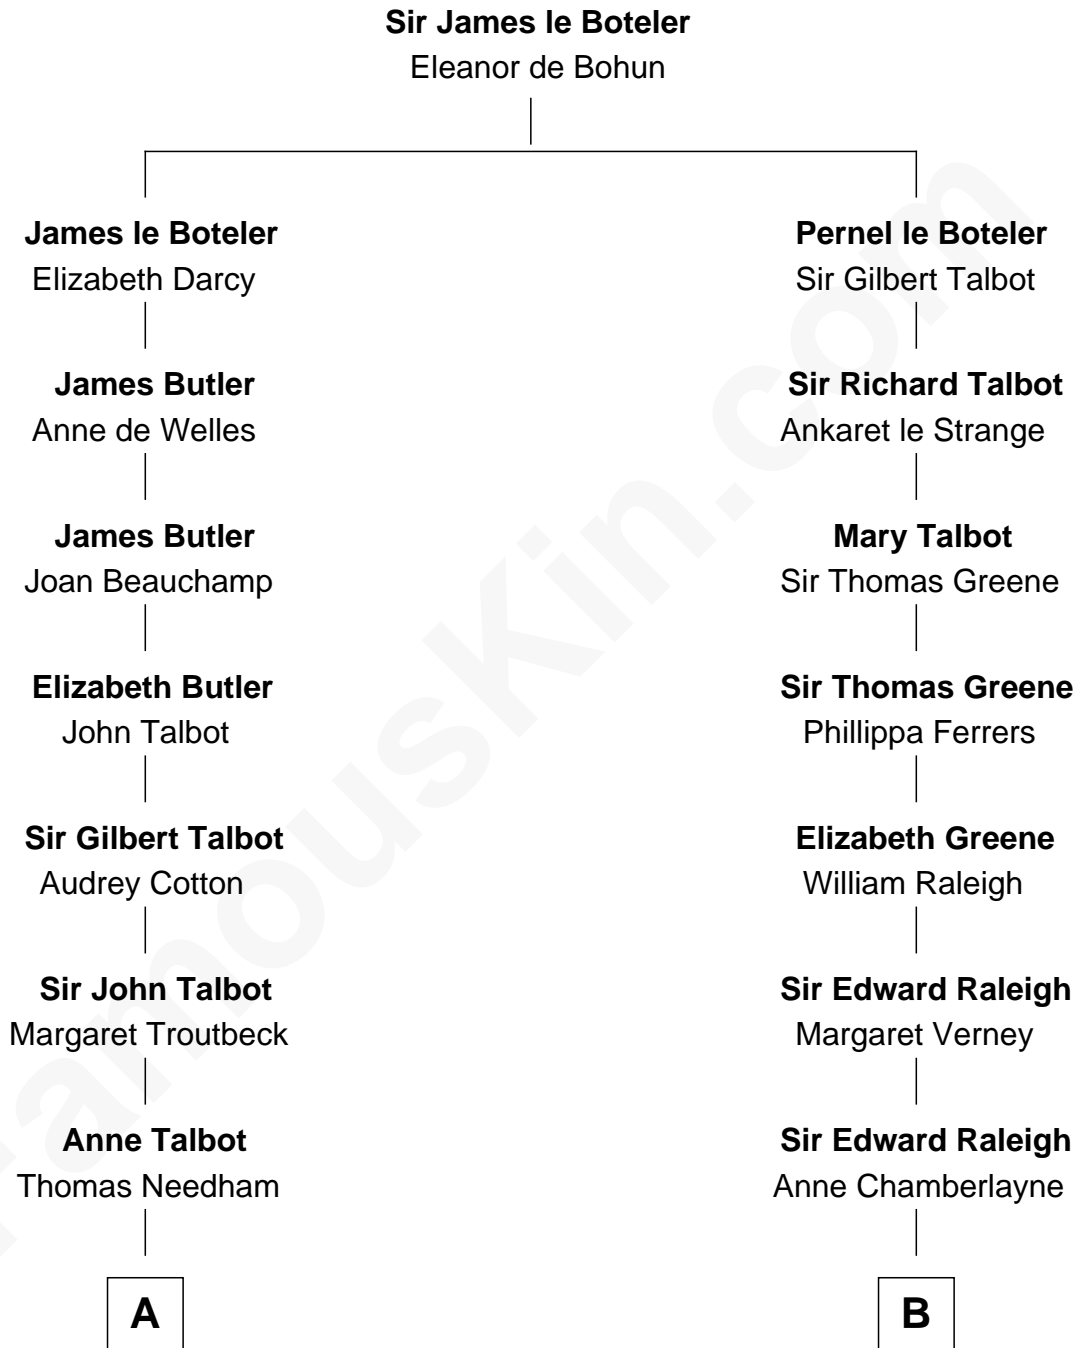 Sir James le Boteler
Eleanor de Bohun
James le Boteler
Elizabeth Darcy
James Butler
Anne de Welles
James Butler
Joan Beauchamp
Elizabeth Butler
John Talbot
Sir Gilbert Talbot
Audrey Cotton
Sir John Talbot
Margaret Troutbeck
Anne Talbot
Thomas Needham
A
Pernel le Boteler
Sir Gilbert Talbot
Sir Richard Talbot
Ankaret le Strange
Mary Talbot
Sir Thomas Greene
Sir Thomas Greene
Phillippa Ferrers
Elizabeth Greene
William Raleigh
Sir Edward Raleigh
Margaret Verney
Sir Edward Raleigh
Anne Chamberlayne
B
FamousKin.com